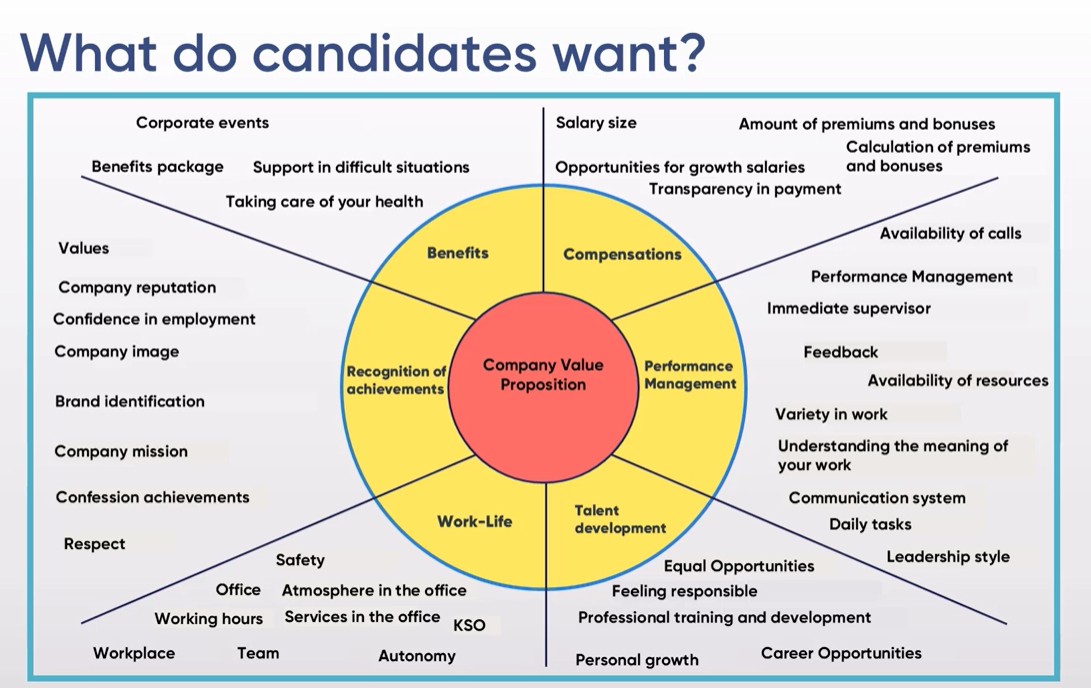 What do candidates want?
Corporate events
Benefits package
Support in difficult situations
Taking care of your health
Salary size
Amount of premiums and bonuses
Calculation of premiums
and bonuses
Opportunities for growth salaries
Transparency in payment
Benefits
Compensations
Values
Company reputation
Confidence in employment
Company image
Brand identification
Company mission
Confession achievements
Respect
Recognition of
achievements
Company Value
Proposition
Performance
Management
Availability of calls
Performance Management
Immediate supervisor
Feedback
Availability of resources
Variety in work
Understanding the meaning of
your work
Communication system
Daily tasks
Leadership style
Work-Life
Talent
development
Safety
Office
Atmosphere in the office
Working hours
Services in the office
KSO
Workplace
Team
Autonomy
Equal Opportunities
Feeling responsible
Professional training and development
Personal growth
Career Opportunities